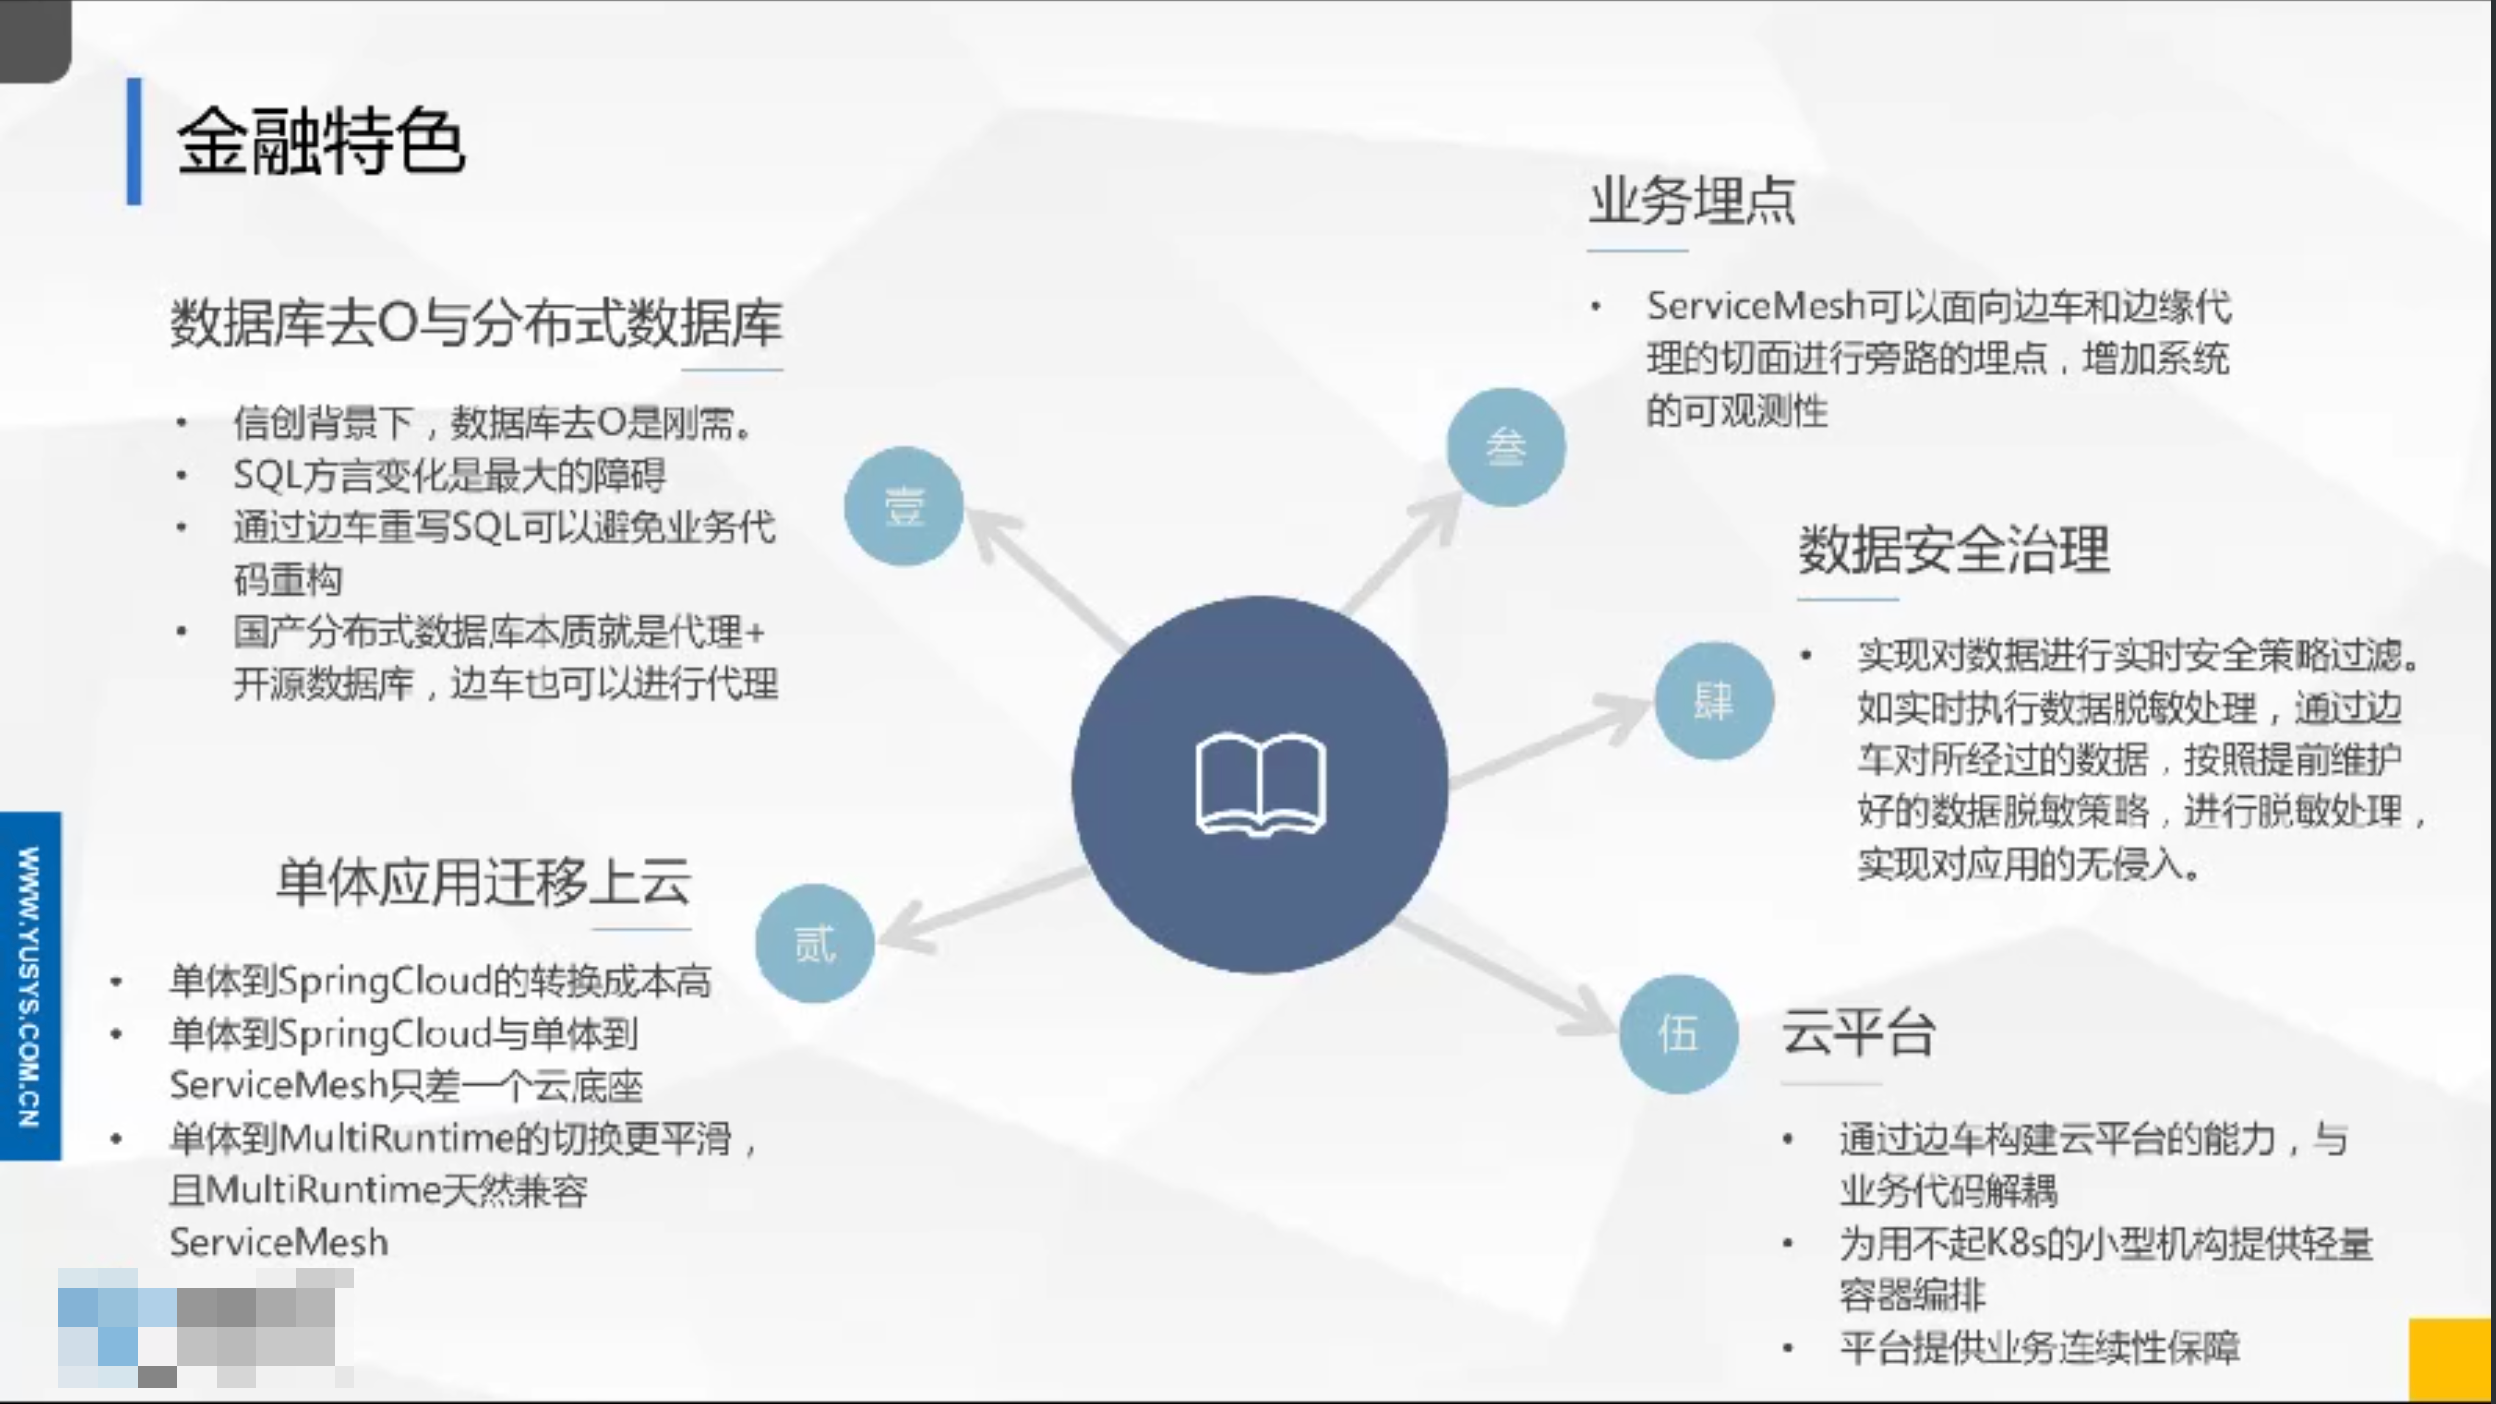 金融特色
数据库去O与分布式数据库
• 信创背景下，数据库去O是刚需。
• SQL方言变化是最大的障碍
• 通过边车重写SQL可以避免业务代
码重构
• 国产分布式数据库本质就是代理+
开源数据库，边车也可以进行代理
壹
单体应用迁移上云
• 单体到SpringCloud的转换成本高
• 单体到SpringCloud与单体到
ServiceMesh只差一个云底座
• 单体到MultiRuntime的切换更平滑，
且MultiRuntime天然兼容
ServiceMesh
贰
业务埋点
• ServiceMesh可以面向边车和边缘代
理的切面进行旁路的埋点，增加系统
的可观测性
叁
数据安全治理
• 实现对数据进行实时安全策略过滤。
如实时执行数据脱敏处理，通过边
车对所经过的数据，按照提前维护
好的数据脱敏策略，进行脱敏处理，
实现对应用的无侵入。
肆
云平台
• 通过边车构建云平台的能力，与
业务代码解耦
• 为用不起K8s的小型机构提供轻量
容器编排
• 平台提供业务连续性保障
伍
WWW.YUSYS.COM.CN